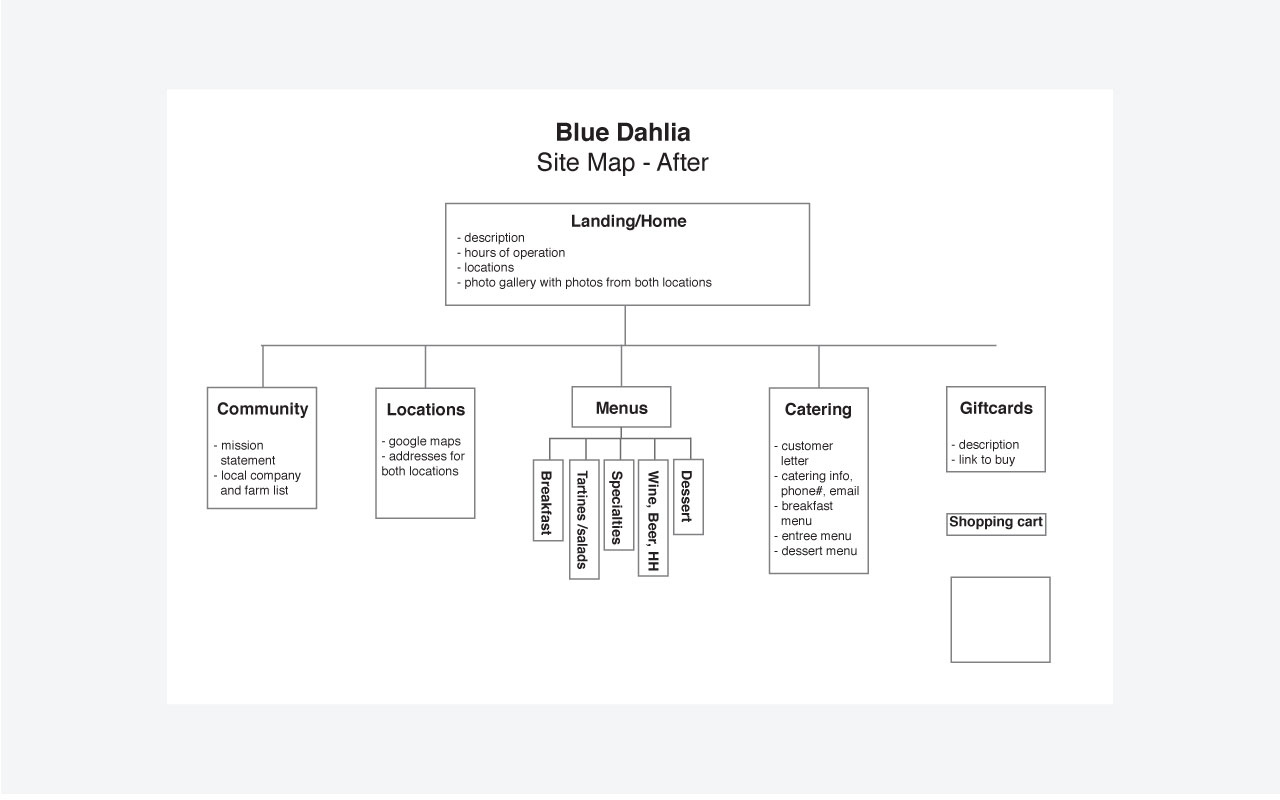 Blue Dahlia
Site Map - After
Landing/Home
- description
- hours of operation
- locations
- photo gallery with photos from both locations
Community
- mission
statement
- local company
and farm list
Locations
- google maps
- addresses for
both locations
Menus
Breakfast
Tartines /salads
Specialties
Wine, Beer, HH
Dessert
Catering
- customer
letter
- catering info,
phone#, email
- breakfast
menu
- entree menu
- dessert menu
Giftcards
- description
- link to buy
Shopping cart